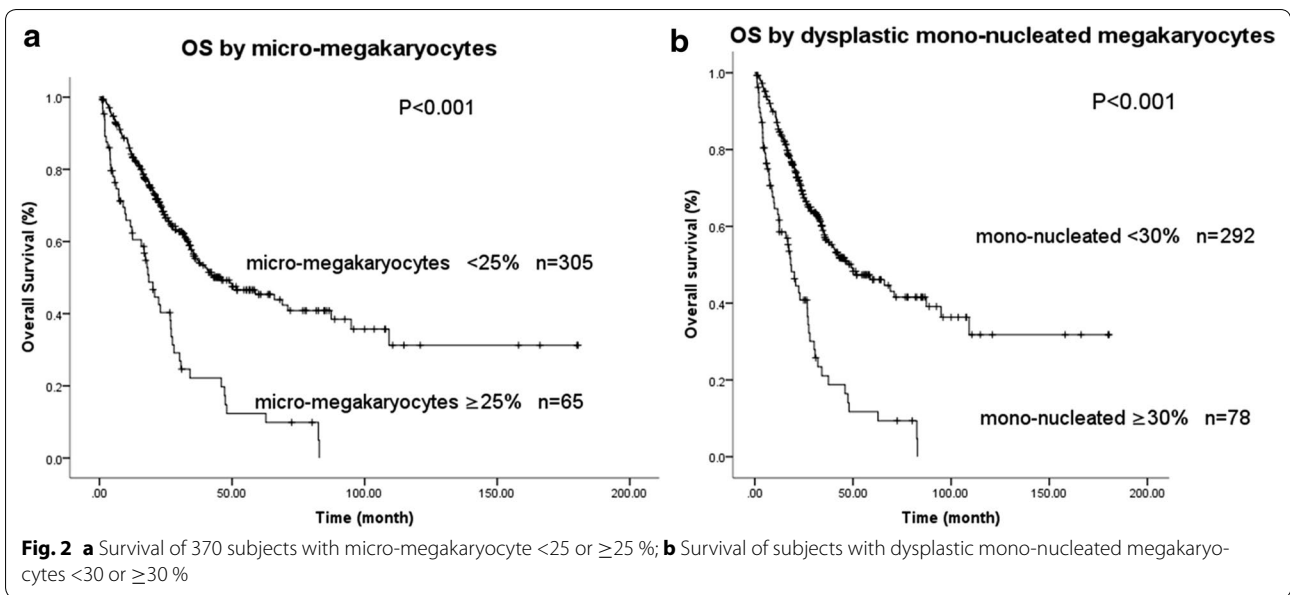 a
OS by micro-megakaryocytes
P<0.001
Overall Survival (%)
1.0
0.8
0.6
0.4
0.2
0.0
micro-megakaryocytes <25% n=305
micro-megakaryocytes ≥25% n=65
.00 50.00 100.00 150.00 200.00
Time (month)
b
OS by dysplastic mono-nucleated megakaryocytes
P<0.001
Overall survival (%)
1.0
0.8
0.6
0.4
0.2
0.0
mono-nucleated <30% n=292
mono-nucleated ≥30% n=78
.00 50.00 100.00 150.00 200.00
Time (month)
Fig. 2 a Survival of 370 subjects with micro-megakaryocyte <25 or ≥25 %; b Survival of subjects with dysplastic mono-nucleated megakaryo-
cytes <30 or ≥30 %